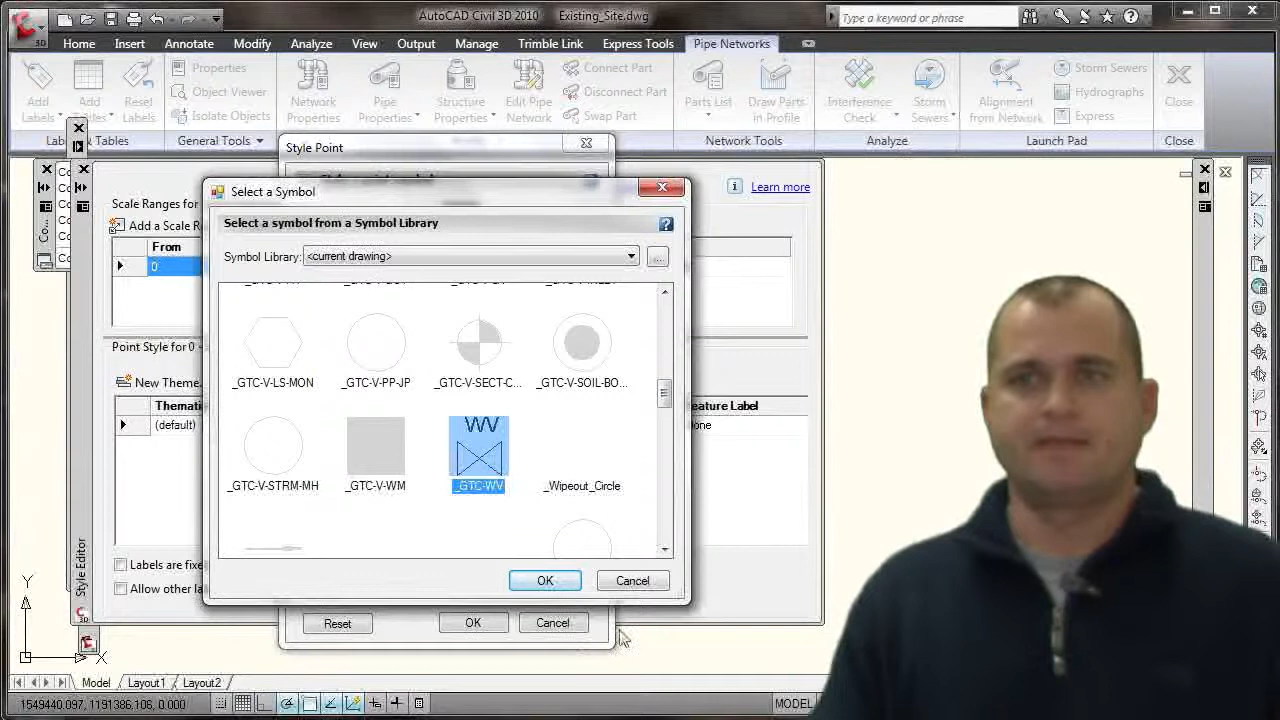 AutoCAD Civil 3D 2010 Existing_Site.dwg
Type a keyword or phrase
Home Insert Annotate Modify Analyze View Output Manage Trimble Link Express Tools Pipe Networks
Add Labels
Add
Reset Labels
Properties
Object Viewer
Isolate Objects
Network Properties
Pipe Properties
Structure Properties
Edit Pipe Network
Connect Part
Disconnect Part
Swap Part
Parts List
Draw Parts in Profile
Interference Check
Storm Sewers
Alignment from Network
Storm Sewers
Hydrographs
Express
Close
General Tools
Network Tools
Analyze
Launch Pad
Close
Style Point
Learn more
Select a Symbol
Select a symbol from a Symbol Library
Symbol Library: <current drawing>
...
Scale Ranges for
Add a Scale R
From
0
Point Style for 0 -
New Theme
Themati
(default)
_GTC-V-LS-MON
_GTC-V-PP-JP
_GTC-V-SECT-C...
_GTC-V-SOIL-BO...
WV
_GTC-V-STRM-MH
_GTC-V-WM
_GTC-WV
_Wipeout_Circle
eature Label
one
Labels are fixe
Allow other la
Style Editor
OK Cancel
Reset OK Cancel
Y
X
Model Layout1 Layout2
1549440.097, 1191386.106, 0.000
MODEL